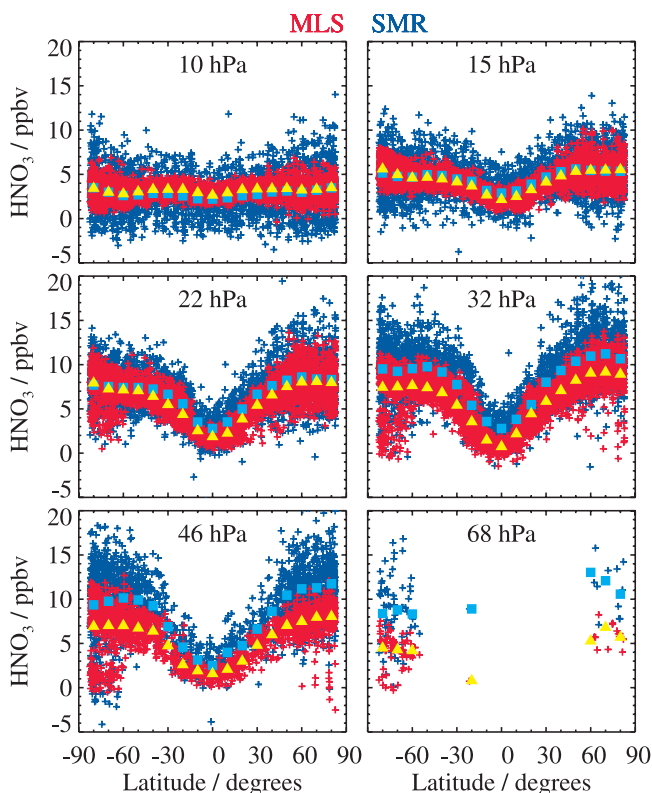 MLS SMR
10 hPa
15 hPa
HNO₃ / ppbv
20
15
10
5
0
-5
22 hPa
32 hPa
HNO₃ / ppbv
20
15
10
5
0
-5
46 hPa
68 hPa
HNO₃ / ppbv
20
15
10
5
0
-5
-90 -60 -30 0 30 60 90
-60 -30 0 30 60 90
Latitude / degrees
Latitude / degrees